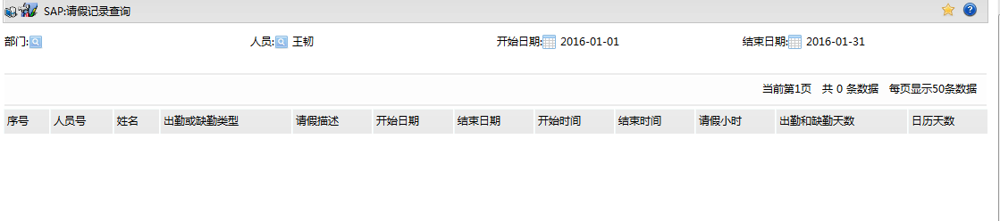 SAP:请假记录查询
部门: 人员: 王韧 开始日期: 2016-01-01 结束日期: 2016-01-31
当前第1页 共 0 条数据 每页显示50条数据
序号 人员号 姓名 出勤或缺勤类型 请假描述 开始日期 结束日期 开始时间 结束时间 请假小时 出勤和缺勤天数 日历天数